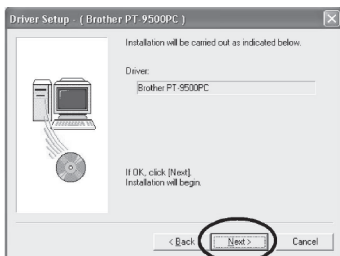 Driver Setup - ( Brother PT-9500PC )
Installation will be carried out as indicated below.
Driver:
Brother PT-9500PC
If OK, click [Next].
Installation will begin.
< Back
Next >
Cancel